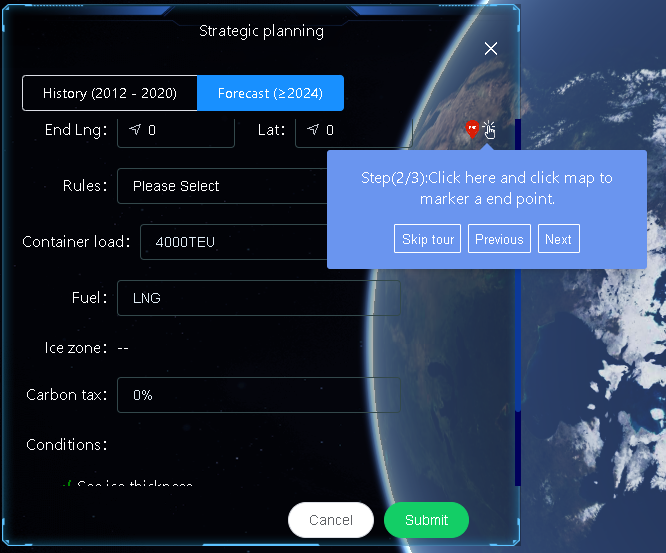 Strategic planning
History (2012 - 2020) Forecast (≥2024)
End Lng: 0 Lat: 0
Step(2/3):Click here and click map to
marker a end point.
Rules: Please Select
Skip tour Previous Next
Container load: 4000TEU
Fuel: LNG
Ice zone: --
Carbon tax: 0%
Conditions:
Sea ice thickness
Cancel Submit